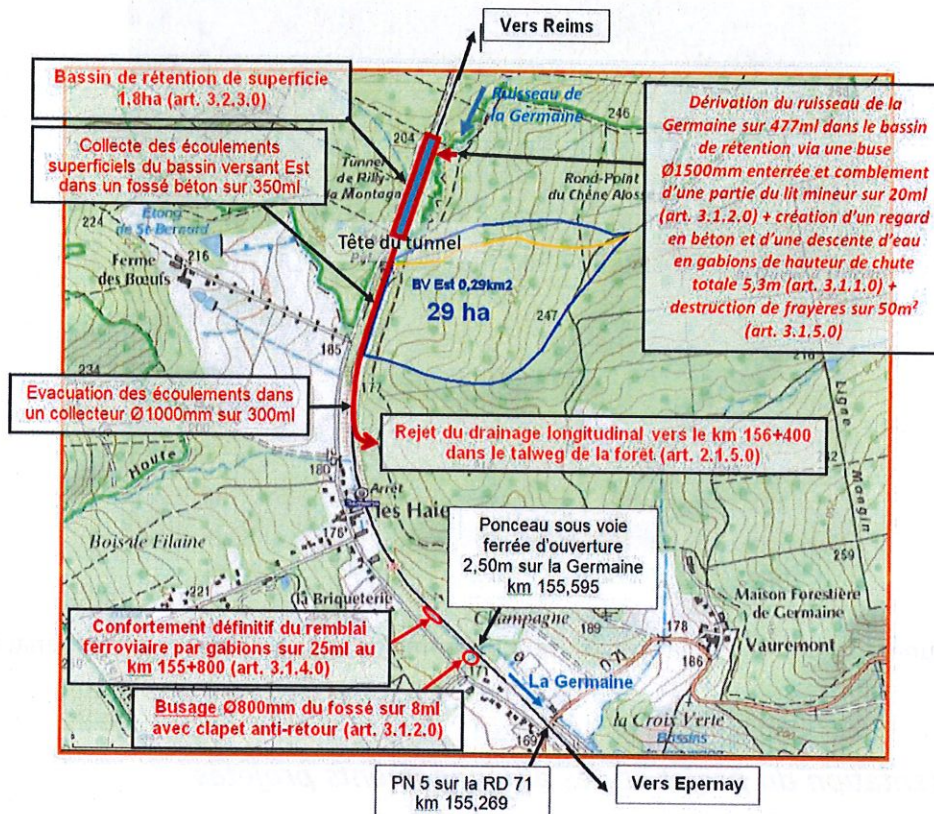 Vers Reims
Bassin de rétention de superficie
1,8ha (art. 3.2.3.0)
Collecte des écoulements
superficiels du bassin versant Est
dans un fossé béton sur 350ml
Ruisseau de
la Germaine
246
204
Tunnel
de Rilly-
la Montagn
Rond-Point
du Chêne Aloss
Dérivation du ruisseau de la
Germaine sur 477ml dans le bassin
de rétention via une buse
Ø1500mm enterrée et comblement
d'une partie du lit mineur sur 20ml
(art. 3.1.2.0) + création d'un regard
en béton et d'une descente d'eau
en gabions de hauteur de chute
totale 5,3m (art. 3.1.1.0) +
destruction de frayères sur 50m²
(art. 3.1.5.0)
224
Étang
de St-Bernard
216
Ferme
des Bœufs
Tête du tunnel
BV Est 0,29km2
29 ha
247
185
234
Evacuation des écoulements dans
un collecteur Ø1000mm sur 300ml
Rejet du drainage longitudinal vers le km 156+400
dans le talweg de la forêt (art. 2.1.5.0)
Ligne
Mangin
Houte
180
Arrêt
les Haie
178
Bois de Filaine
221
la Briqueterie
Ponceau sous voie
ferrée d'ouverture
2,50m sur la Germaine
km 155,595
259
Maison Forestière
de Germaine
Champagne
189
178
Vauremont
186
D 71
Confortement définitif du remblai
ferroviaire par gabions sur 25ml au
km 155+800 (art. 3.1.4.0)
171
La Germaine
Busage Ø800mm du fossé sur 8ml
avec clapet anti-retour (art. 3.1.2.0)
la Croix Verte
Bassins
169
PN 5 sur la RD 71
km 155,269
Vers Epernay